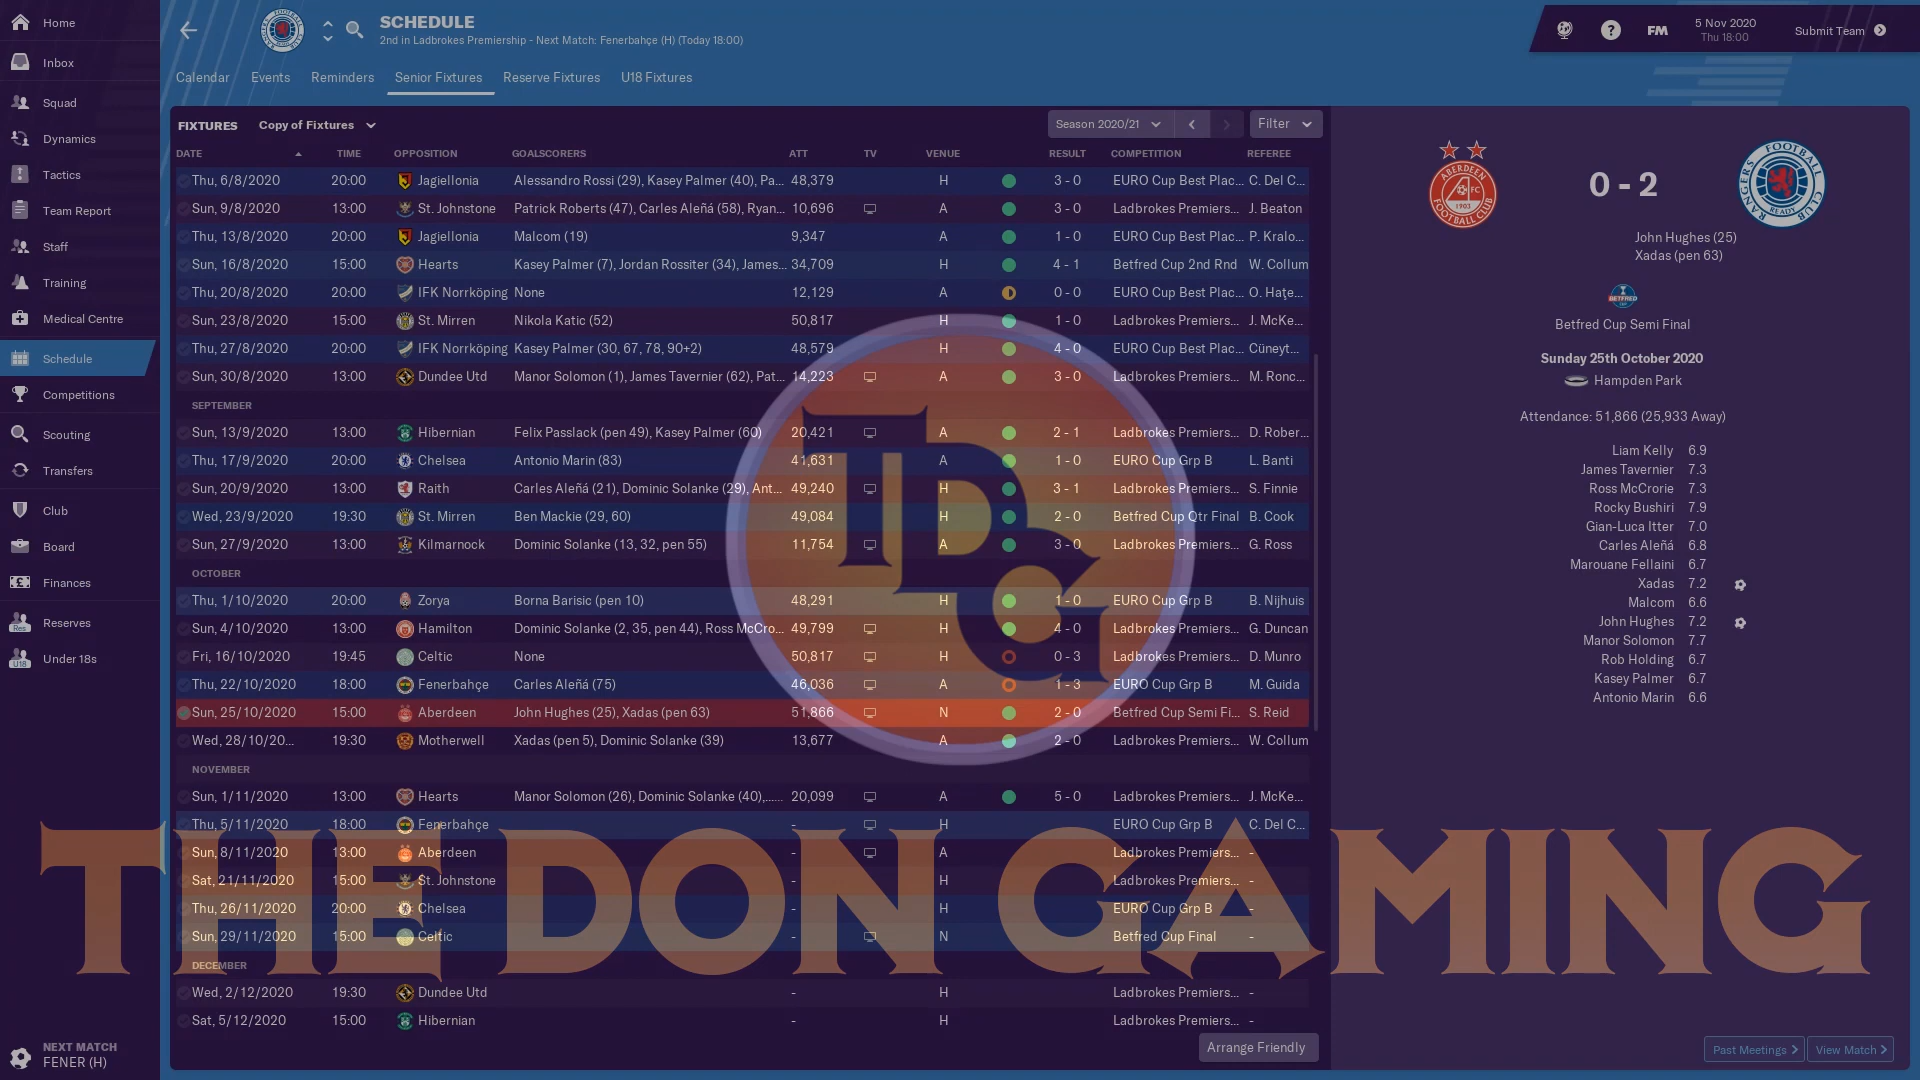 Home
Inbox
Squad
Dynamics
Tactics
Team Report
Staff
Training
Medical Centre
Schedule
Competitions
Scouting
Transfers
Club
Board
Finances
Reserves
Under 18s
NEXT MATCH
FENER (H)
SCHEDULE
2nd in Ladbrokes Premiership - Next Match: Fenerbahçe (H) (Today 18:00)
FM
5 Nov 2020
Thu 18:00
Submit Team
Calendar Events Reminders Senior Fixtures Reserve Fixtures U18 Fixtures
FIXTURES Copy of Fixtures Season 2020/21 Filter
DATE TIME OPPOSITION GOALSCORERS ATT TV VENUE RESULT COMPETITION REFEREE
Thu, 6/8/2020 20:00 Jagiellonia Alessandro Rossi (29), Kasey Palmer (40), Pa... 48,379 H 3 - 0 EURO Cup Best Plac... C. Del C...
Sun, 9/8/2020 13:00 St. Johnstone Patrick Roberts (47), Carles Aleñá (58), Ryan... 10,696 A 3 - 0 Ladbrokes Premiers... J. Beaton
Thu, 13/8/2020 20:00 Jagiellonia Malcom (19) 9,347 A 1 - 0 EURO Cup Best Plac... P. Kralo...
Sun, 16/8/2020 15:00 Hearts Kasey Palmer (7), Jordan Rossiter (34), James... 34,709 H 4 - 1 Betfred Cup 2nd Rnd W. Collum
Thu, 20/8/2020 20:00 IFK Norrköping None 12,129 A 0 - 0 EURO Cup Best Plac... O. Haţe...
Sun, 23/8/2020 15:00 St. Mirren Nikola Katic (52) 50,817 H 1 - 0 Ladbrokes Premiers... J. McKe...
Thu, 27/8/2020 20:00 IFK Norrköping Kasey Palmer (30, 67, 78, 90+2) 48,579 H 4 - 0 EURO Cup Best Plac... Cüneyt...
Sun, 30/8/2020 13:00 Dundee Utd Manor Solomon (1), James Tavernier (62), Pat... 14,223 A 3 - 0 Ladbrokes Premiers... M. Ronc...
SEPTEMBER
Sun, 13/9/2020 13:00 Hibernian Felix Passlack (pen 49), Kasey Palmer (60) 20,421 A 2 - 1 Ladbrokes Premiers... D. Rober...
Thu, 17/9/2020 20:00 Chelsea Antonio Marin (83) 41,631 A 1 - 0 EURO Cup Grp B L. Banti
Sun, 20/9/2020 13:00 Raith Carles Aleñá (21), Dominic Solanke (29), Ant... 49,240 H 3 - 1 Ladbrokes Premiers... S. Finnie
Wed, 23/9/2020 19:30 St. Mirren Ben Mackie (29, 60) 49,084 H 2 - 0 Betfred Cup Qtr Final B. Cook
Sun, 27/9/2020 13:00 Kilmarnock Dominic Solanke (13, 32, pen 55) 11,754 A 3 - 0 Ladbrokes Premiers... G. Ross
OCTOBER
Thu, 1/10/2020 20:00 Zorya Borna Barisic (pen 10) 48,291 H 1 - 0 EURO Cup Grp B B. Nijhuis
Sun, 4/10/2020 13:00 Hamilton Dominic Solanke (2, 35, pen 44), Ross McCro... 49,799 H 4 - 0 Ladbrokes Premiers... G. Duncan
Fri, 16/10/2020 19:45 Celtic None 50,817 H 0 - 3 Ladbrokes Premiers... D. Munro
Thu, 22/10/2020 18:00 Fenerbahçe Carles Aleñá (75) 46,036 A 1 - 3 EURO Cup Grp B M. Guida
Sun, 25/10/2020 15:00 Aberdeen John Hughes (25), Xadas (pen 63) 51,866 N 2 - 0 Betfred Cup Semi Fi... S. Reid
Wed, 28/10/20... 19:30 Motherwell Xadas (pen 5), Dominic Solanke (39) 13,677 A 2 - 0 Ladbrokes Premiers... W. Collum
NOVEMBER
Sun, 1/11/2020 13:00 Hearts Manor Solomon (26), Dominic Solanke (40),...... 20,099 A 5 - 0 Ladbrokes Premiers... J. McKe...
Thu, 5/11/2020 18:00 Fenerbahçe - H EURO Cup Grp B C. Del C...
Sun, 8/11/2020 13:00 Aberdeen - A Ladbrokes Premiers... -
Sat, 21/11/2020 15:00 St. Johnstone - H Ladbrokes Premiers... -
Thu, 26/11/2020 20:00 Chelsea - H EURO Cup Grp B -
Sun, 29/11/2020 15:00 Celtic - N Betfred Cup Final -
DECEMBER
Wed, 2/12/2020 19:30 Dundee Utd - H Ladbrokes Premiers... -
Sat, 5/12/2020 15:00 Hibernian - H Ladbrokes Premiers... -
Arrange Friendly
ABERDEEN
FC
1903
FOOTBALL CLUB
0 - 2
RANGERS FOOTBALL CLUB
READY
John Hughes (25)
Xadas (pen 63)
BETFRED
Betfred Cup Semi Final
Sunday 25th October 2020
Hampden Park
Attendance: 51,866 (25,933 Away)
Liam Kelly 6.9
James Tavernier 7.3
Ross McCrorie 7.3
Rocky Bushiri 7.9
Gian-Luca Itter 7.0
Carles Aleñá 6.8
Marouane Fellaini 6.7
Xadas 7.2
Malcom 6.6
John Hughes 7.2
Manor Solomon 7.7
Rob Holding 6.7
Kasey Palmer 6.7
Antonio Marin 6.6
Past Meetings View Match
TDG
THE DON GAMING